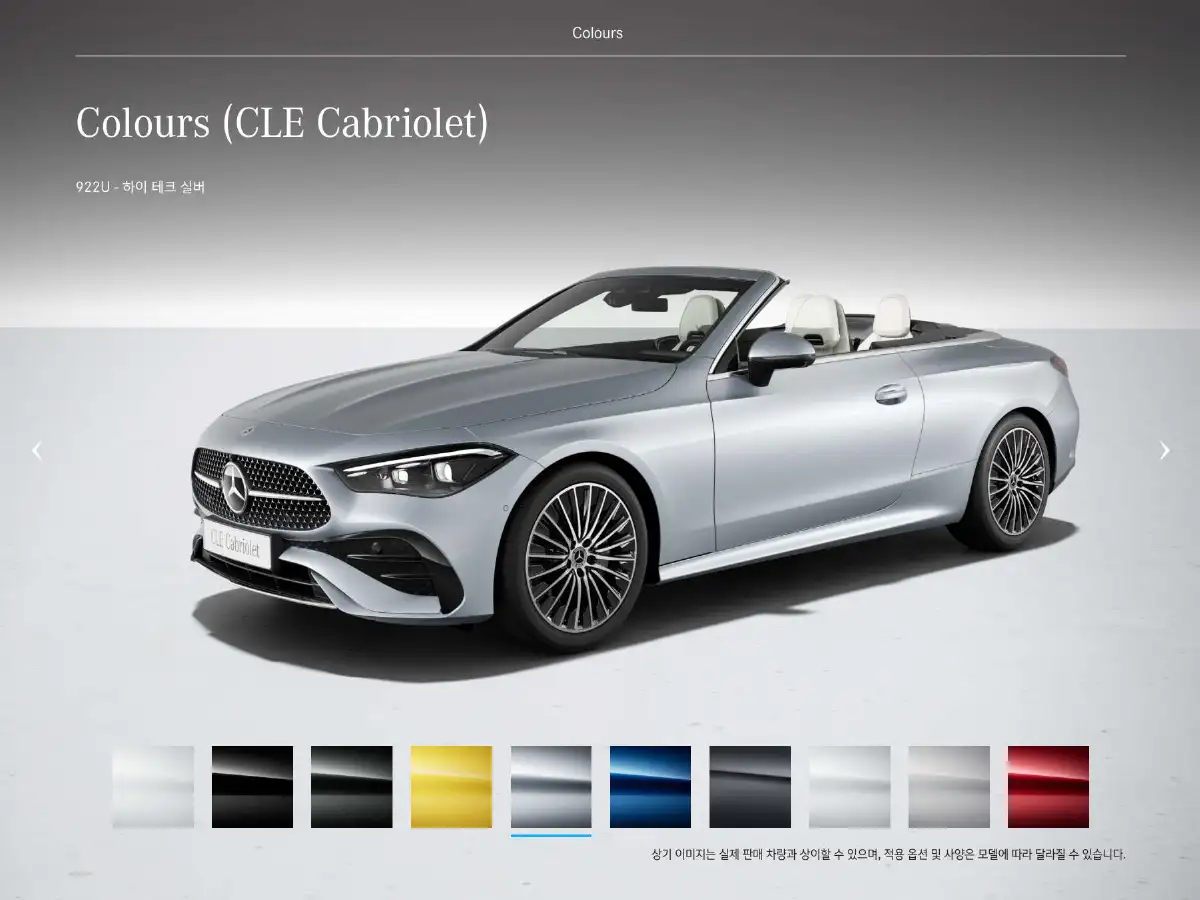 Colours
Colours (CLE Cabriolet)
922U - 하이 테크 실버
CLE Cabriolet
상기 이미지는 실제 판매 차량과 상이할 수 있으며, 적용 옵션 및 사양은 모델에 따라 달라질 수 있습니다.